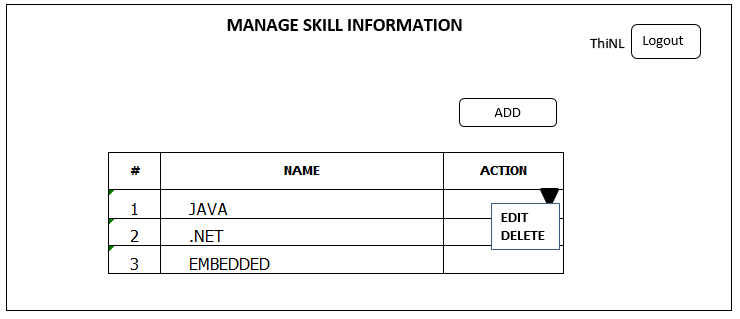 MANAGE SKILL INFORMATION
ThiNL Logout
ADD
# NAME ACTION
1 JAVA
EDIT
2 .NET
DELETE
3 EMBEDDED